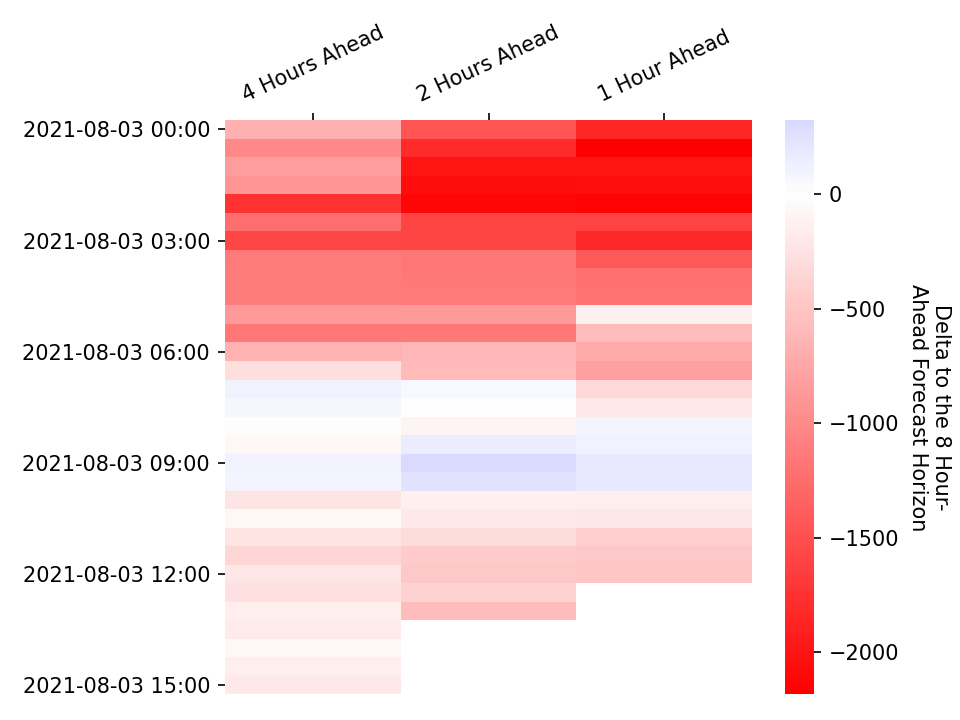 4 Hours Ahead
2 Hours Ahead
1 Hour Ahead
2021-08-03 00:00
2021-08-03 03:00
2021-08-03 06:00
2021-08-03 09:00
2021-08-03 12:00
2021-08-03 15:00
0
−500
−1000
−1500
−2000
Delta to the 8 Hour-
Ahead Forecast Horizon